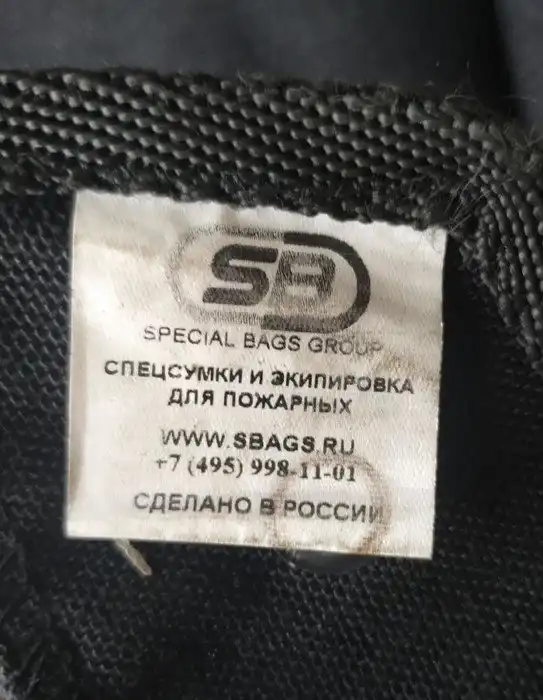 SB
SPECIAL BAGS GROUP
СПЕЦСУМКИ И ЭКИПИРОВКА
ДЛЯ ПОЖАРНЫХ
WWW.SBAGS.RU
+7 (495) 998-11-01
СДЕЛАНО В РОССИИ